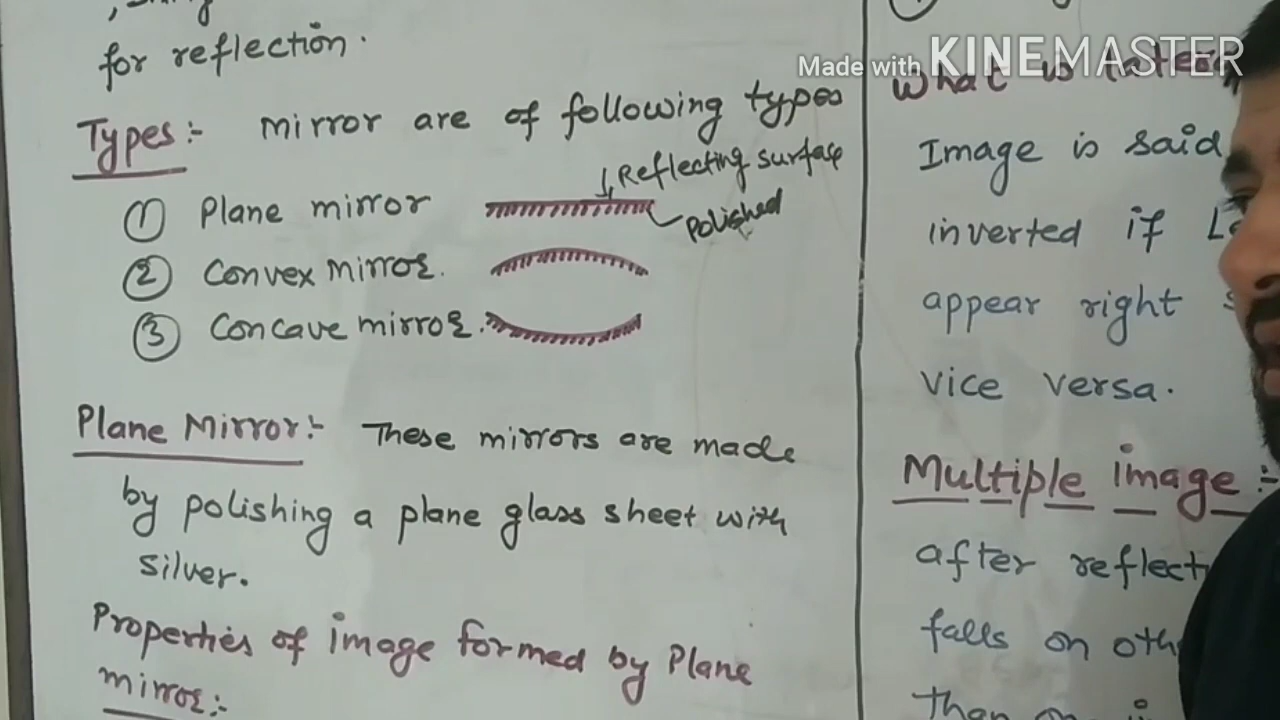 for reflection.
Types:- mirror are of following types
Reflecting surface
① Plane mirror
Polished
② Convex mirror.
③ Concave mirror.
Plane Mirror:- These mirrors are made
by polishing a plane glass sheet with
silver.
Properties of image formed by Plane
mirror:-
Made with KINEMASTER
What is
Image is said
inverted if
appear right
vice versa.
Multiple image:-
after
falls on
than